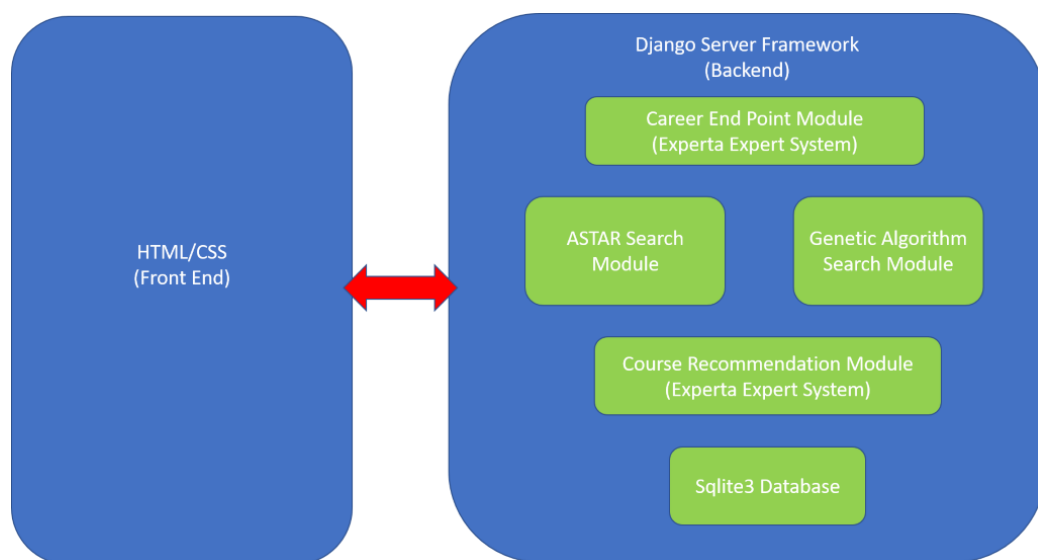 Django Server Framework
(Backend)
Career End Point Module
(Experta Expert System)
HTML/CSS
(Front End)
ASTAR Search
Module
Genetic Algorithm
Search Module
Course Recommendation Module
(Experta Expert System)
Sqlite3 Database